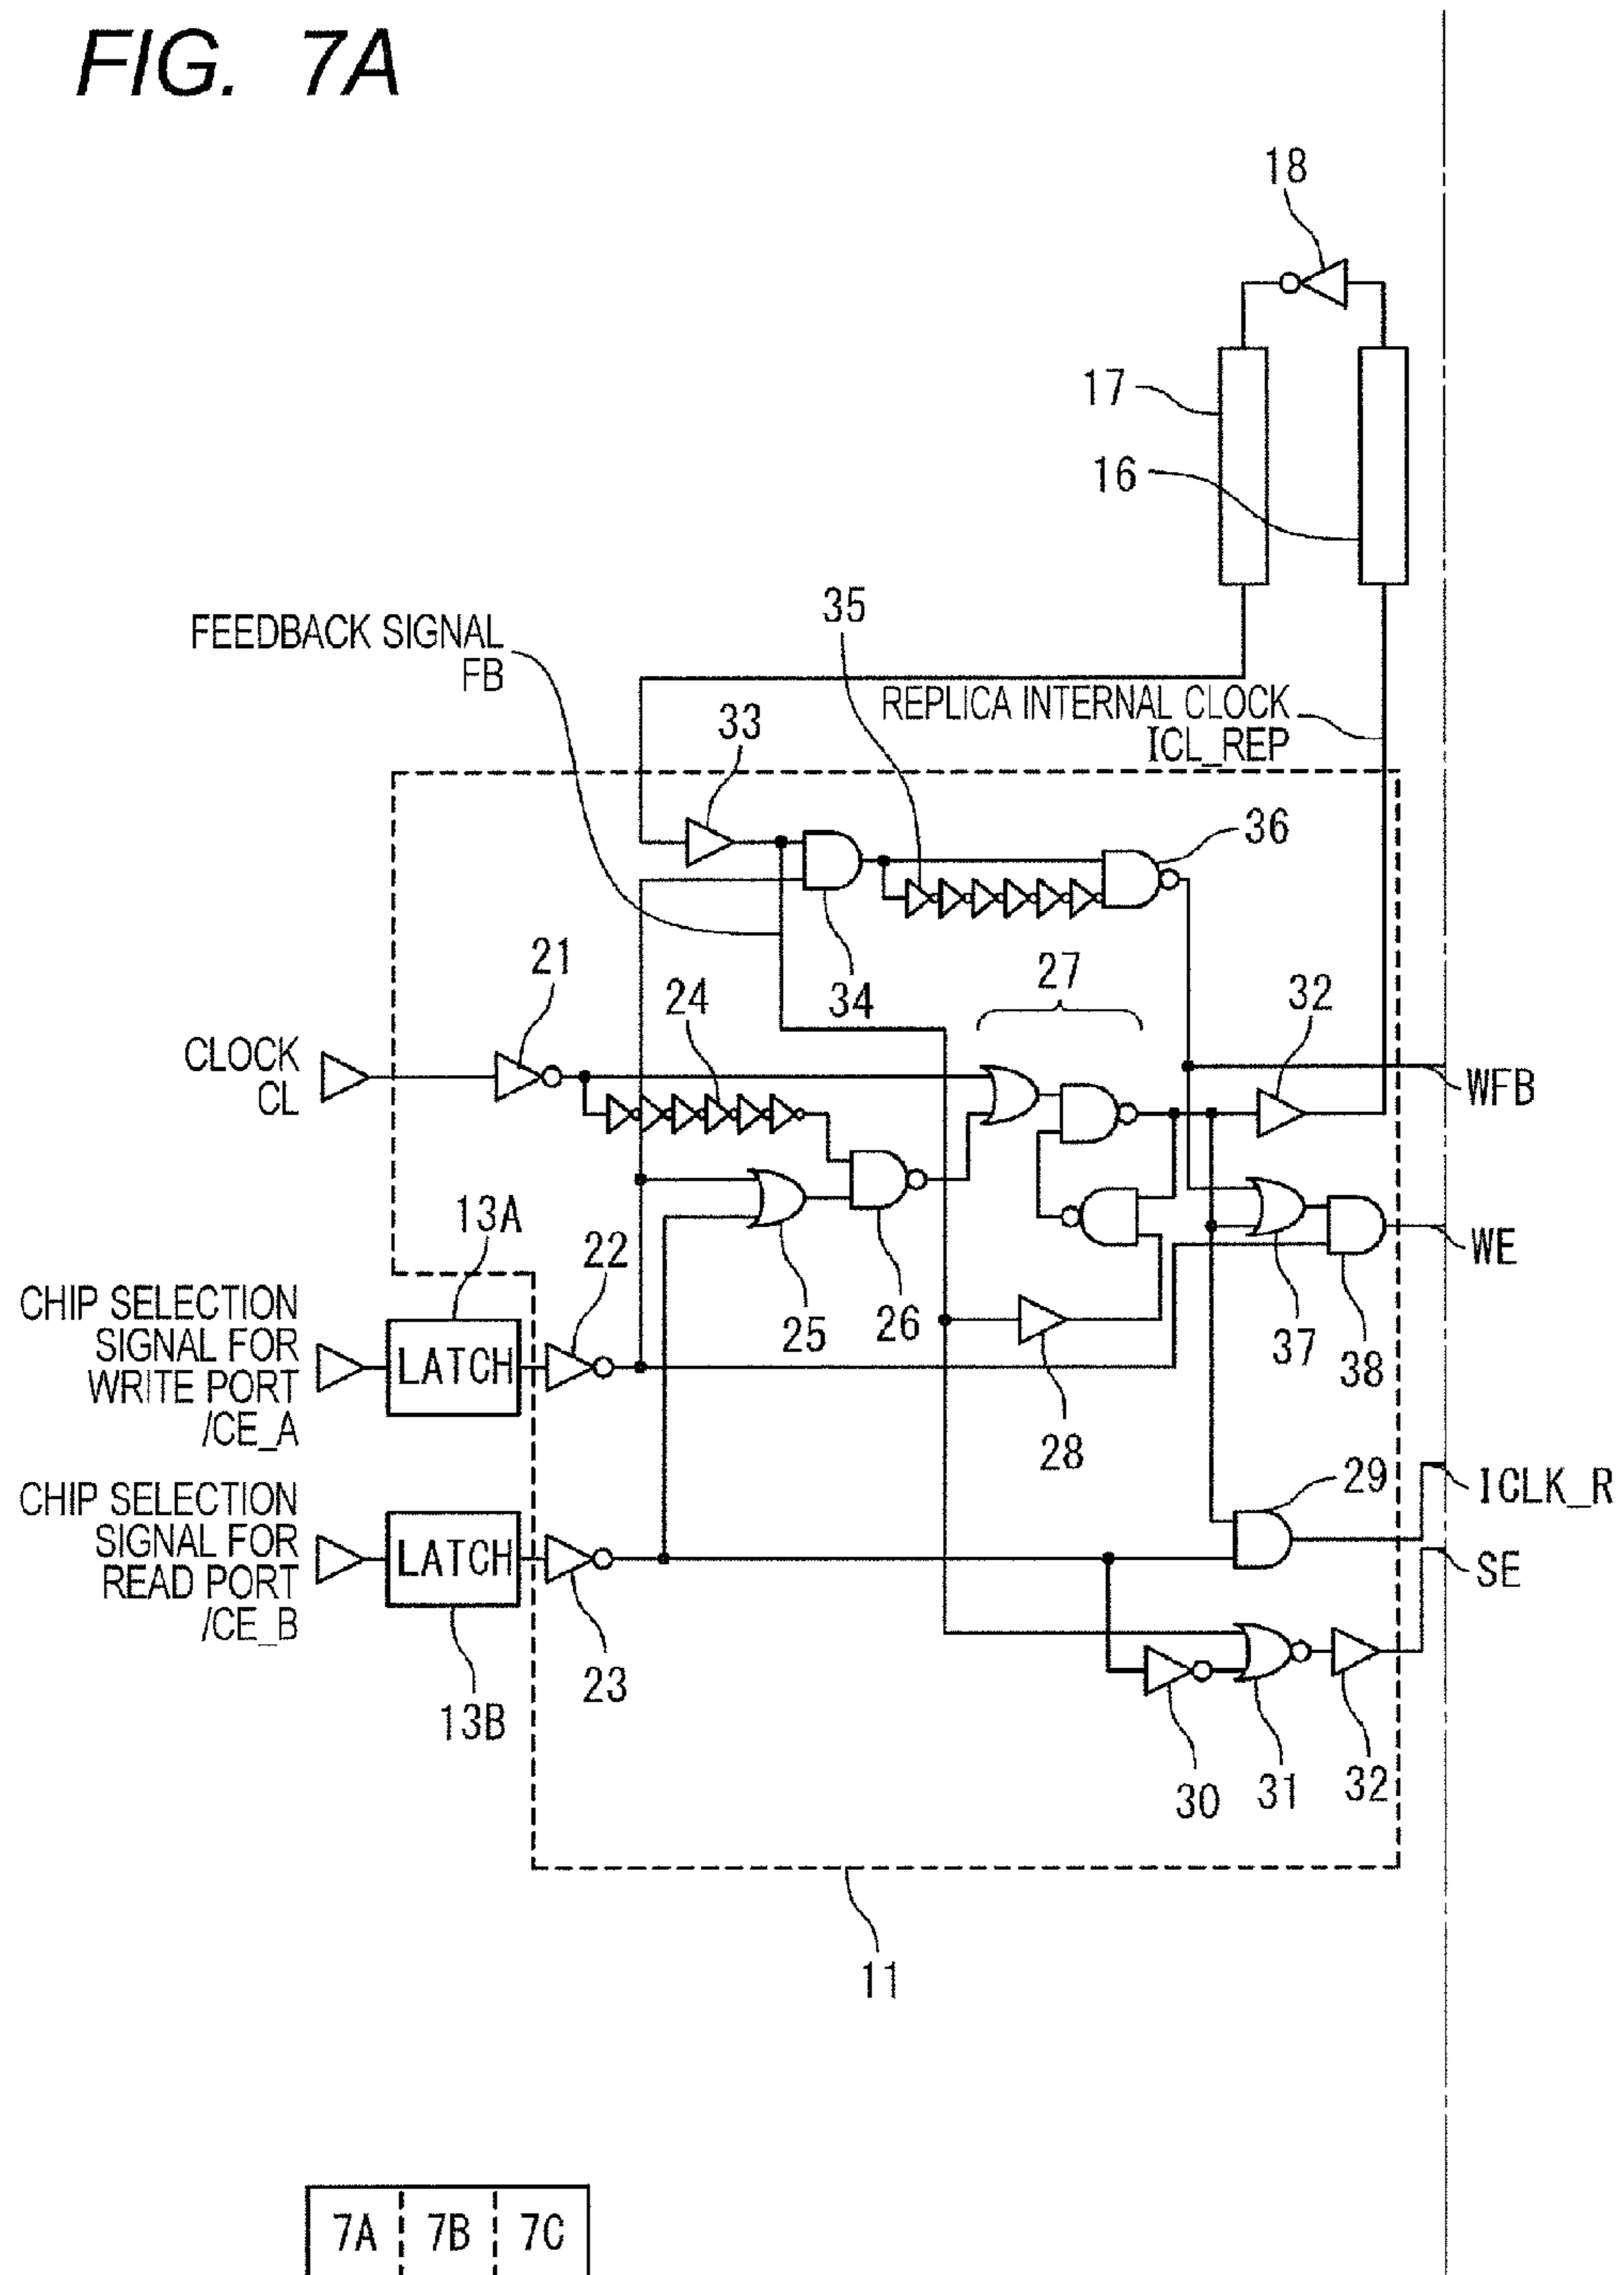 FIG. 7A
18
17
16
35
FEEDBACK SIGNAL
FB
REPLICA INTERNAL CLOCK
ICL_REP
33
36
34
21
24
27
32
CLOCK
CL
WFB
13A
22
25
26
28
37
38
WE
CHIP SELECTION
SIGNAL FOR
WRITE PORT
/CE_A
LATCH
CHIP SELECTION
SIGNAL FOR
READ PORT
/CE_B
LATCH
13B
23
29
ICLK_R
SE
30
31
32
11
7A 7B 7C